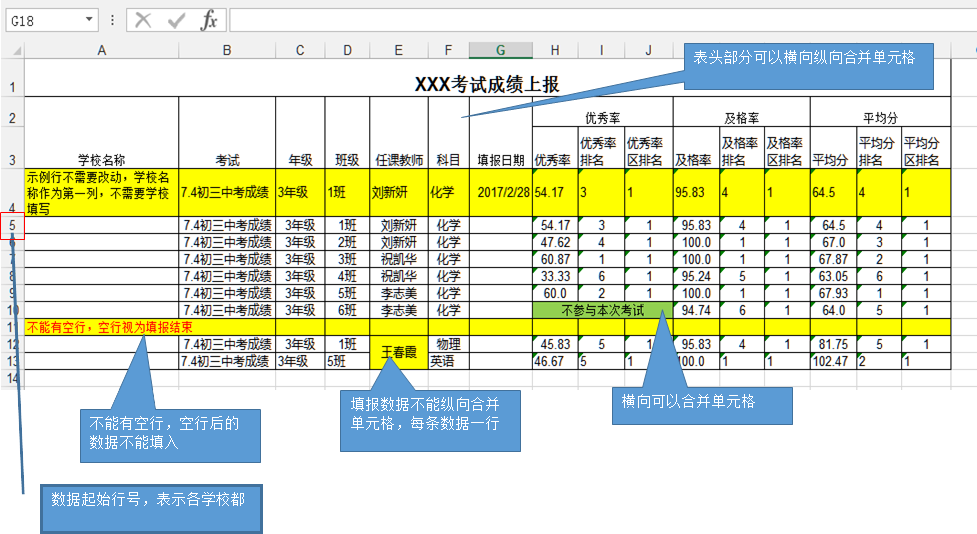 G18
fx
A B C D E F G H I J
表头部分可以横向纵向合并单元格
1 XXX考试成绩上报
2 优秀率 及格率 平均分
3 学校名称 考试 年级 班级 任课教师 科目 填报日期 优秀率 优秀率排名 优秀率区排名 及格率 及格率排名 及格率区排名 平均分 平均分排名 平均分区排名
示例行不需要改动，学校名
称作为第一列，不需要学校
填写
4 7.4初三中考成绩 3年级 1班 刘新妍 化学 2017/2/28 54.17 3 1 95.83 4 1 64.5 4 1
5 7.4初三中考成绩 3年级 1班 刘新妍 化学 54.17 3 1 95.83 4 1 64.5 4 1
6 7.4初三中考成绩 3年级 2班 刘新妍 化学 47.62 4 1 100.0 1 1 67.0 3 1
7 7.4初三中考成绩 3年级 3班 祝凯华 化学 60.87 1 1 100.0 1 1 67.87 2 1
8 7.4初三中考成绩 3年级 4班 祝凯华 化学 33.33 6 1 95.24 5 1 63.05 6 1
9 7.4初三中考成绩 3年级 5班 李志美 化学 60.0 2 1 100.0 1 1 67.93 1 1
10 7.4初三中考成绩 3年级 6班 李志美 化学 不参与本次考试 94.74 6 1 64.0 5 1
11 不能有空行，空行视为填报结束
12 7.4初三中考成绩 3年级 1班 王春霞 物理 45.83 5 1 95.83 4 1 81.75 5 1
13 7.4初三中考成绩 3年级 5班 英语 46.67 5 1 100.0 1 1 102.47 2 1
14
不能有空行，空行后的
数据不能填入
填报数据不能纵向合并
单元格，每条数据一行
横向可以合并单元格
数据起始行号，表示各学校都